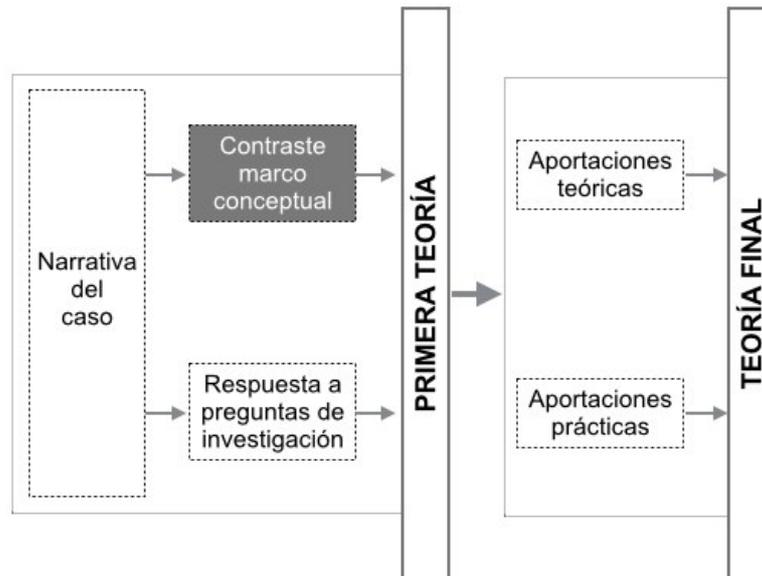 Narrativa
del
caso
Contraste
marco
conceptual
Respuesta a
preguntas de
investigación
PRIMERA TEORÍA
Aportaciones
teóricas
Aportaciones
prácticas
TEORÍA FINAL